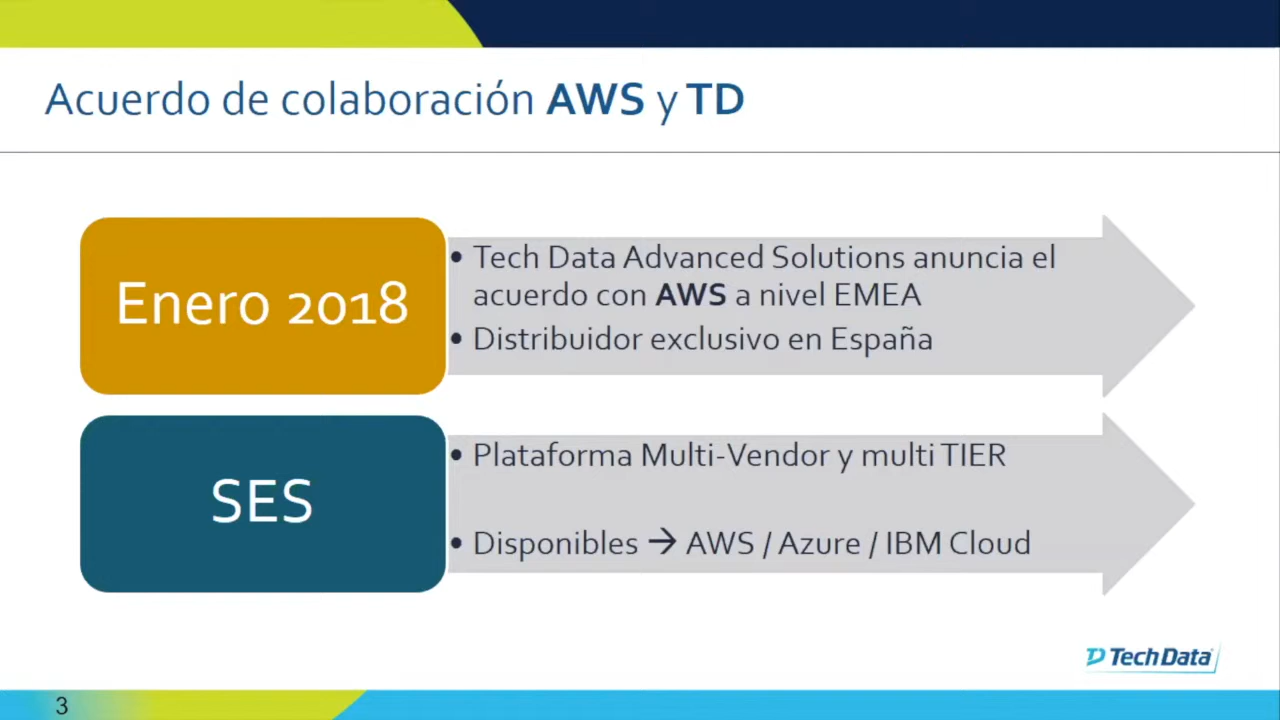 Acuerdo de colaboración AWS y TD
Enero 2018
• Tech Data Advanced Solutions anuncia el
acuerdo con AWS a nivel EMEA
• Distribuidor exclusivo en España
SES
• Plataforma Multi-Vendor y multi TIER
• Disponibles → AWS / Azure / IBM Cloud
Tech Data
3